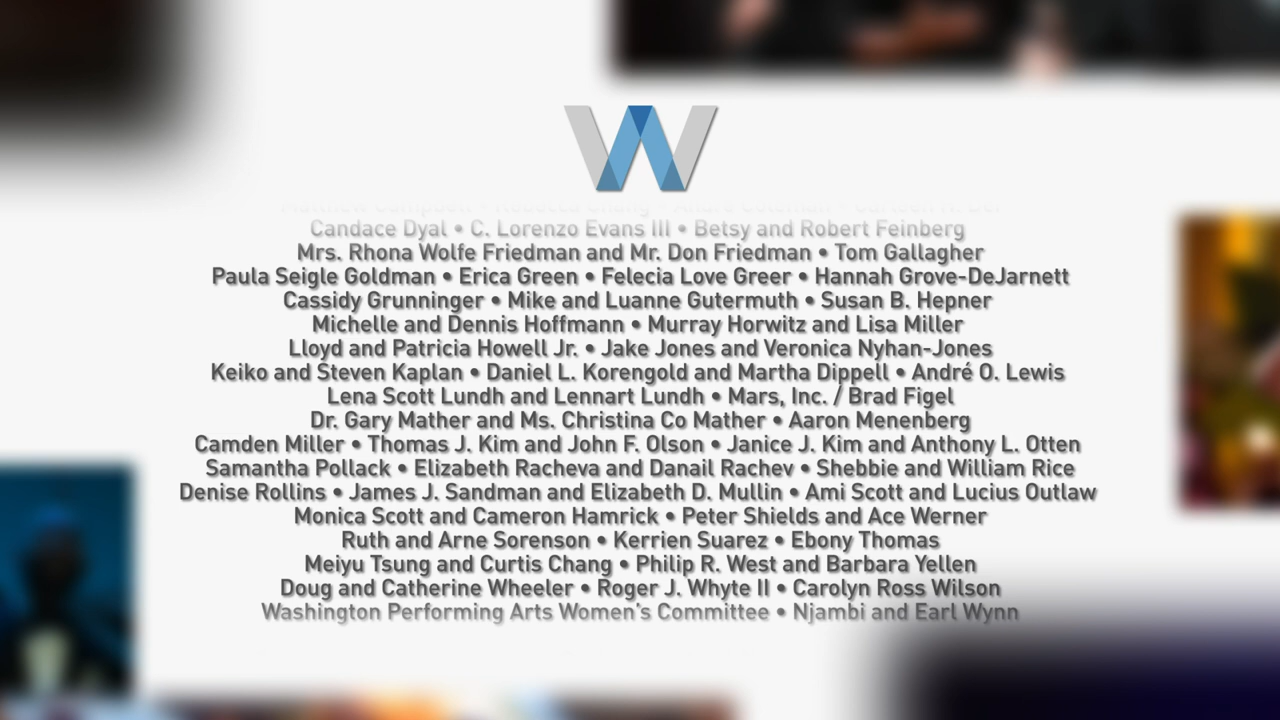 Candace Dyal • C. Lorenzo Evans III • Betsy and Robert Feinberg
Mrs. Rhona Wolfe Friedman and Mr. Don Friedman • Tom Gallagher
Paula Seigle Goldman • Erica Green • Felecia Love Greer • Hannah Grove-DeJarnett
Cassidy Grunninger • Mike and Luanne Gutermuth • Susan B. Hepner
Michelle and Dennis Hoffmann • Murray Horwitz and Lisa Miller
Lloyd and Patricia Howell Jr. • Jake Jones and Veronica Nyhan-Jones
Keiko and Steven Kaplan • Daniel L. Korengold and Martha Dippell • André O. Lewis
Lena Scott Lundh and Lennart Lundh • Mars, Inc. / Brad Figel
Dr. Gary Mather and Ms. Christina Co Mather • Aaron Menenberg
Camden Miller • Thomas J. Kim and John F. Olson • Janice J. Kim and Anthony L. Otten
Samantha Pollack • Elizabeth Racheva and Danail Rachev • Shebbie and William Rice
Denise Rollins • James J. Sandman and Elizabeth D. Mullin • Ami Scott and Lucius Outlaw
Monica Scott and Cameron Hamrick • Peter Shields and Ace Werner
Ruth and Arne Sorenson • Kerrien Suarez • Ebony Thomas
Meiyu Tsung and Curtis Chang • Philip R. West and Barbara Yellen
Doug and Catherine Wheeler • Roger J. Whyte II • Carolyn Ross Wilson
Washington Performing Arts Women's Committee • Njambi and Earl Wynn